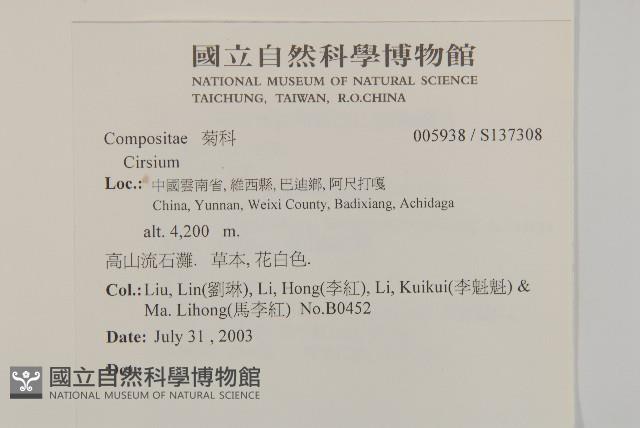 國立自然科學博物館
NATIONAL MUSEUM OF NATURAL SCIENCE
TAICHUNG, TAIWAN, R.O.CHINA
Compositae 菊科 005938 / S137308
Cirsium
Loc.: 中國雲南省, 維西縣, 巴迪鄉, 阿尺打嘎
China, Yunnan, Weixi County, Badixiang, Achidaga
alt. 4,200 m.
高山流石灘. 草本, 花白色.
Col.: Liu, Lin(劉琳), Li, Hong(李紅), Li, Kuikui(李魁魁) &
Ma. Lihong(馬李紅) No.B0452
Date: July 31 , 2003
國立自然科學博物館
NATIONAL MUSEUM OF NATURAL SCIENCE